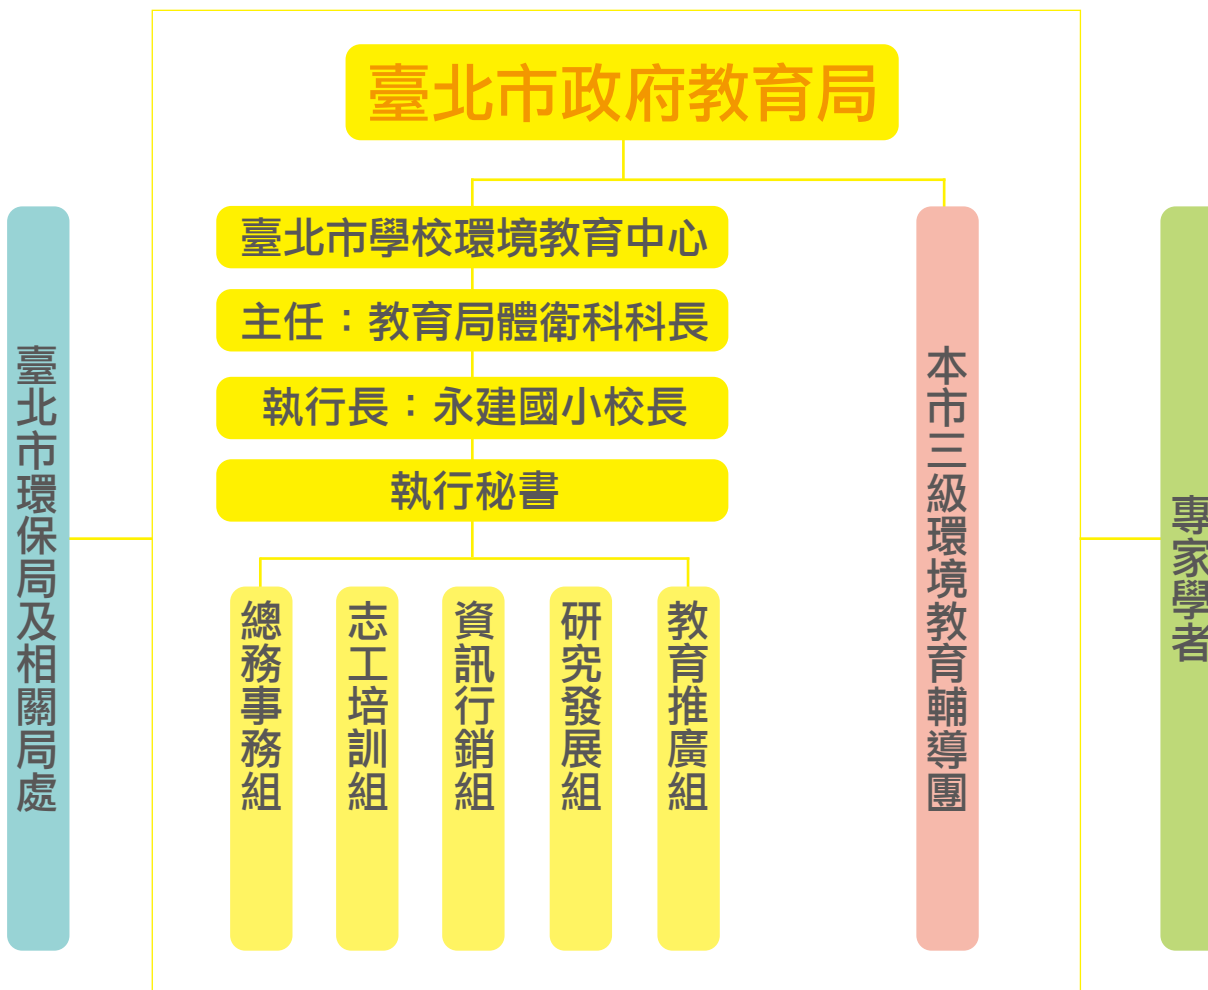 臺北市政府教育局
臺北市學校環境教育中心
主任：教育局體衛科科長
執行長：永建國小校長
執行秘書
總務事務組
志工培訓組
資訊行銷組
研究發展組
教育推廣組
本市三級環境教育輔導團
臺北市環保局及相關局處
專家學者